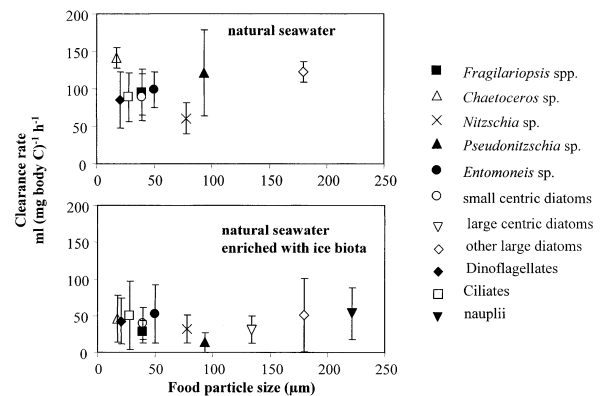 200
natural seawater
150
100
50
0
0 50 100 150 200 250
Clearance rate
ml (mg body C)-1 h-1
200
natural seawater
enriched with ice biota
150
100
50
0
0 50 100 150 200 250
Food particle size (µm)
Fragilariopsis spp.
Chaetoceros sp.
Nitzschia sp.
Pseudonitzschia sp.
Entomoneis sp.
small centric diatoms
large centric diatoms
other large diatoms
Dinoflagellates
Ciliates
nauplii